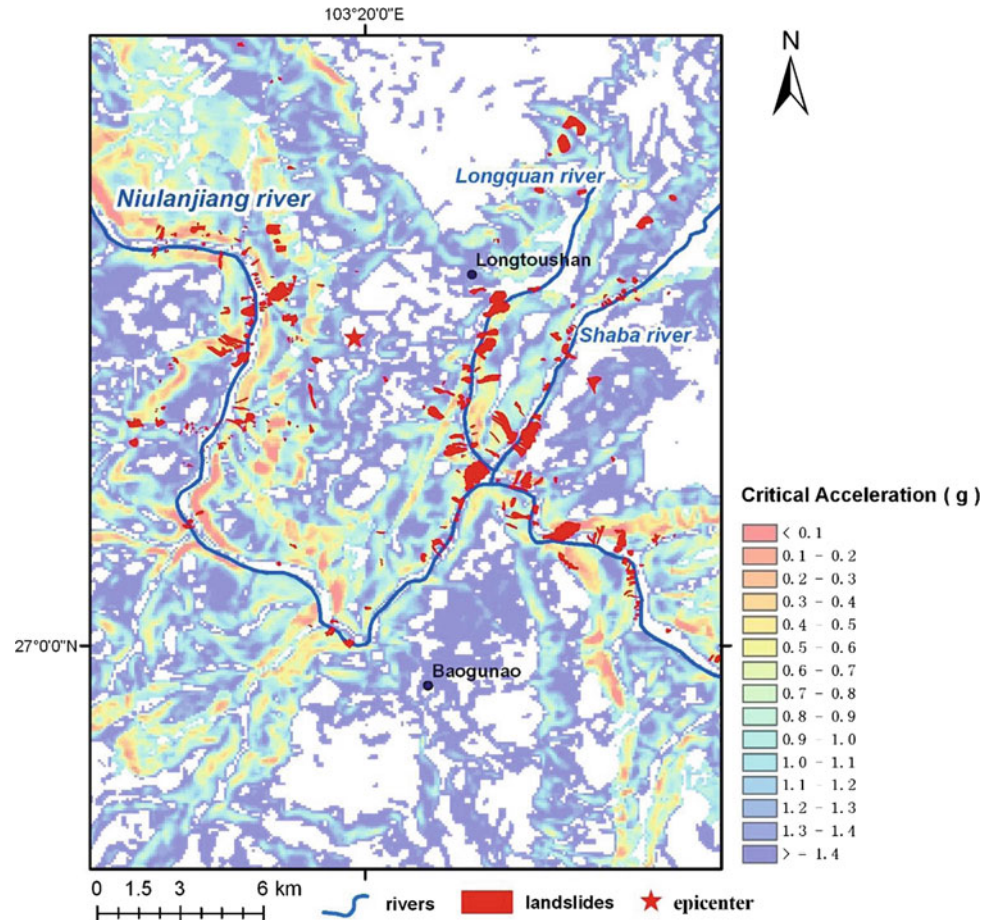 103°20'0"E
N
Longquan river
Niulanjiang river
Longtoushan
Shaba river
Critical Acceleration ( g )
< 0.1
0.1 - 0.2
0.2 - 0.3
0.3 - 0.4
0.4 - 0.5
0.5 - 0.6
0.6 - 0.7
0.7 - 0.8
0.8 - 0.9
0.9 - 1.0
1.0 - 1.1
1.1 - 1.2
1.2 - 1.3
1.3 - 1.4
> - 1.4
27°0'0"N
Baogunao
0 1.5 3 6 km
rivers
landslides
epicenter